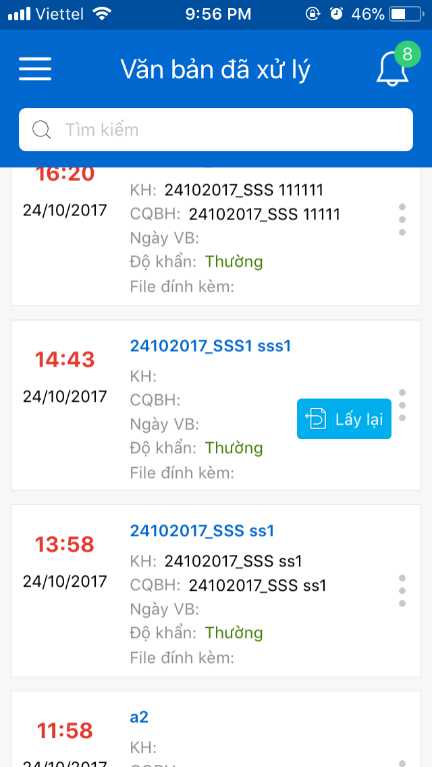 Viettel 9:56 PM 46%
Văn bản đã xử lý 8
Tìm kiếm
16:20
24/10/2017
KH: 24102017_SSS 111111
CQBH: 24102017_SSS 11111
Ngày VB:
Độ khẩn: Thường
File đính kèm:
14:43
24/10/2017
24102017_SSS1 sss1
KH:
CQBH:
Ngày VB:
Độ khẩn: Thường
File đính kèm:
Lấy lại
13:58
24/10/2017
24102017_SSS ss1
KH: 24102017_SSS ss1
CQBH: 24102017_SSS ss1
Ngày VB:
Độ khẩn: Thường
File đính kèm:
11:58
24/10/2017
a2
KH:
CQBH: